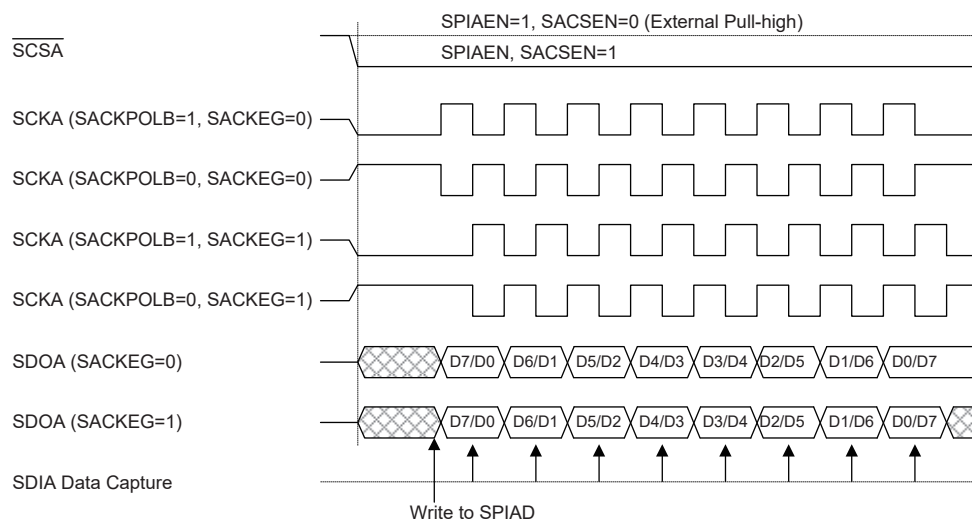 SPIAEN=1, SACSEN=0 (External Pull-high)
SCSA
SPIAEN, SACSEN=1
SCKA (SACKPOLB=1, SACKEG=0)
SCKA (SACKPOLB=0, SACKEG=0)
SCKA (SACKPOLB=1, SACKEG=1)
SCKA (SACKPOLB=0, SACKEG=1)
SDOA (SACKEG=0) D7/D0 D6/D1 D5/D2 D4/D3 D3/D4 D2/D5 D1/D6 D0/D7
SDOA (SACKEG=1) D7/D0 D6/D1 D5/D2 D4/D3 D3/D4 D2/D5 D1/D6 D0/D7
SDIA Data Capture
Write to SPIAD